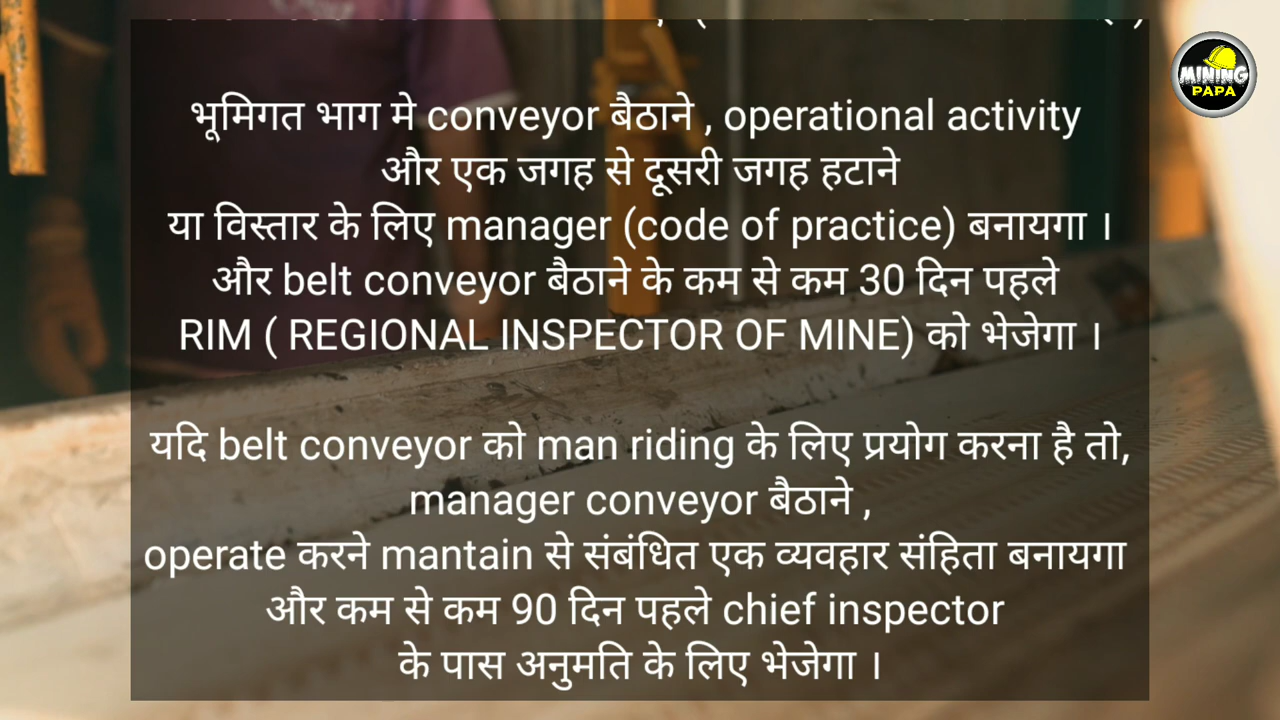 MINING
PAPA
भूमिगत भाग मे conveyor बैठाने , operational activity
और एक जगह से दूसरी जगह हटाने
या विस्तार के लिए manager (code of practice) बनायगा ।
और belt conveyor बैठाने के कम से कम 30 दिन पहले
RIM ( REGIONAL INSPECTOR OF MINE) को भेजेगा ।
यदि belt conveyor को man riding के लिए प्रयोग करना है तो,
manager conveyor बैठाने ,
operate करने mantain से संबंधित एक व्यवहार संहिता बनायगा
और कम से कम 90 दिन पहले chief inspector
के पास अनुमति के लिए भेजेगा ।